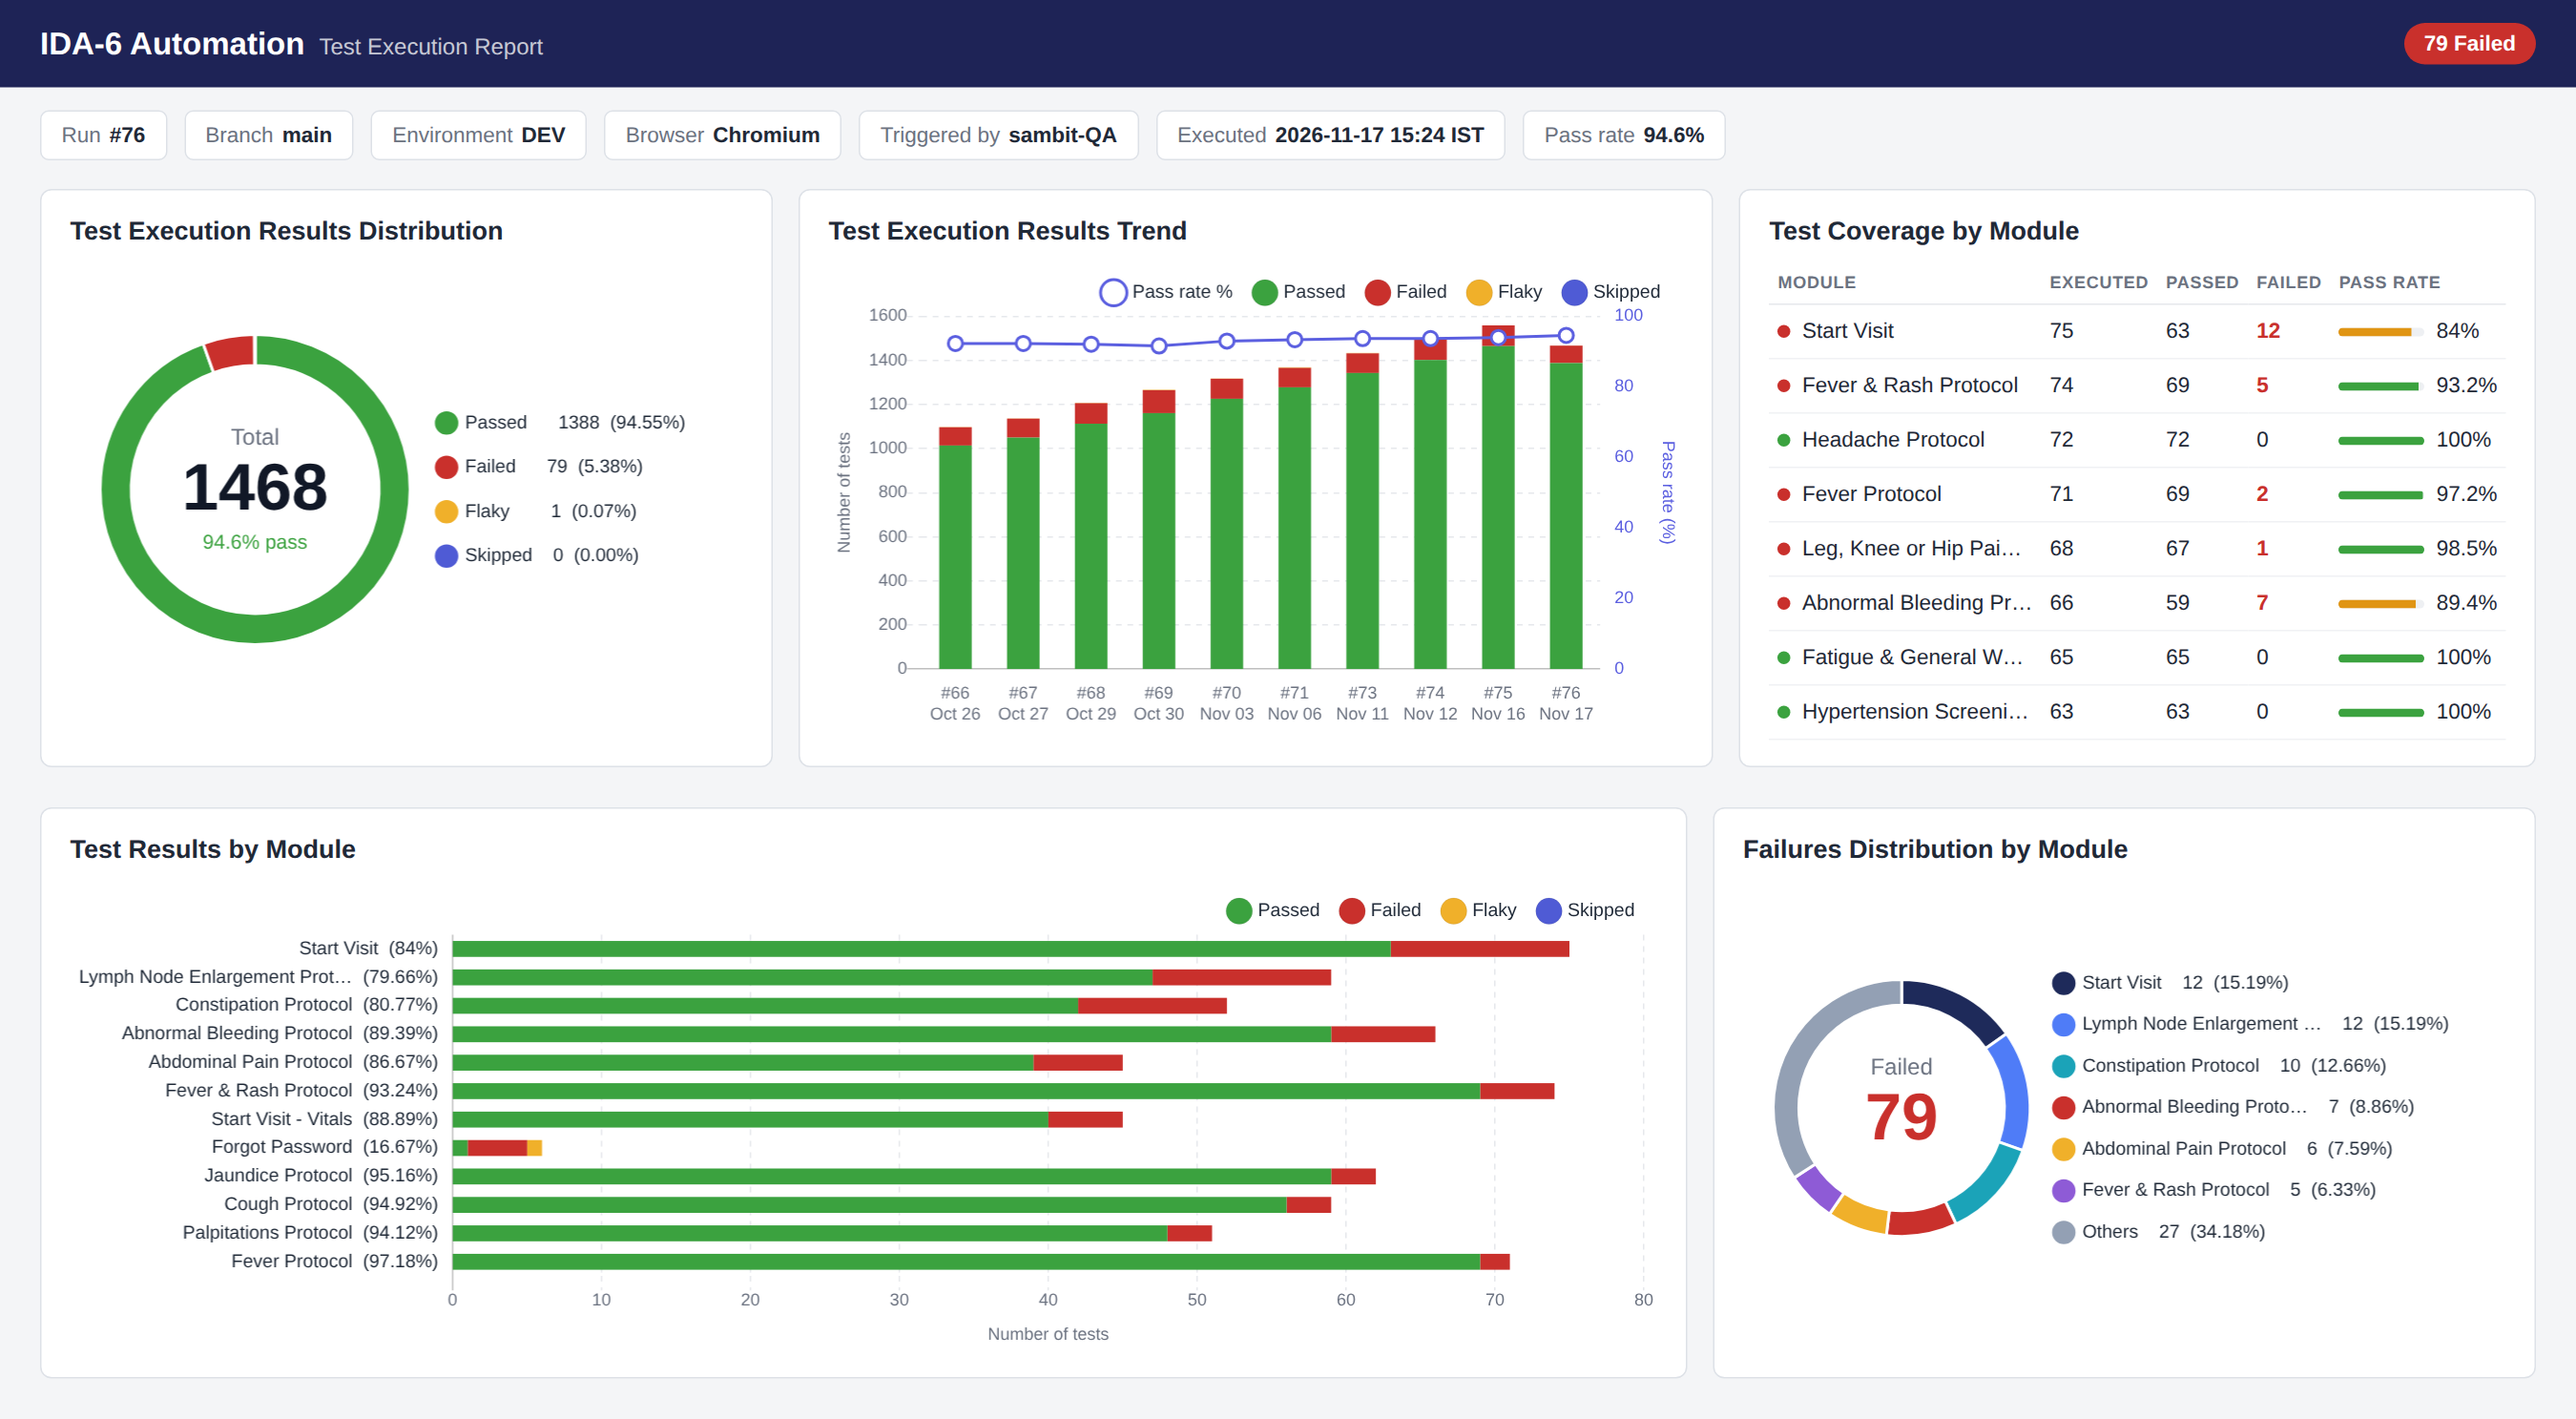 IDA-6 Automation Test Execution Report
79 Failed
Run #76
Branch main
Environment DEV
Browser Chromium
Triggered by sambit-QA
Executed 2026-11-17 15:24 IST
Pass rate 94.6%
Test Execution Results Distribution
Total
1468
94.6% pass
Passed 1388 (94.55%)
Failed 79 (5.38%)
Flaky 1 (0.07%)
Skipped 0 (0.00%)
Test Execution Results Trend
Pass rate % Passed Failed Flaky Skipped
Number of tests
1600
1400
1200
1000
800
600
400
200
0
100
80
60
40
20
0
Pass rate (%)
#66 #67 #68 #69 #70 #71 #73 #74 #75 #76
Oct 26 Oct 27 Oct 29 Oct 30 Nov 03 Nov 06 Nov 11 Nov 12 Nov 16 Nov 17
Test Coverage by Module
MODULE EXECUTED PASSED FAILED PASS RATE
Start Visit 75 63 12 84%
Fever & Rash Protocol 74 69 5 93.2%
Headache Protocol 72 72 0 100%
Fever Protocol 71 69 2 97.2%
Leg, Knee or Hip Pai… 68 67 1 98.5%
Abnormal Bleeding Pr… 66 59 7 89.4%
Fatigue & General W… 65 65 0 100%
Hypertension Screeni… 63 63 0 100%
Test Results by Module
Passed Failed Flaky Skipped
Start Visit (84%)
Lymph Node Enlargement Prot… (79.66%)
Constipation Protocol (80.77%)
Abnormal Bleeding Protocol (89.39%)
Abdominal Pain Protocol (86.67%)
Fever & Rash Protocol (93.24%)
Start Visit - Vitals (88.89%)
Forgot Password (16.67%)
Jaundice Protocol (95.16%)
Cough Protocol (94.92%)
Palpitations Protocol (94.12%)
Fever Protocol (97.18%)
0 10 20 30 40 50 60 70 80
Number of tests
Failures Distribution by Module
Failed
79
Start Visit 12 (15.19%)
Lymph Node Enlargement … 12 (15.19%)
Constipation Protocol 10 (12.66%)
Abnormal Bleeding Proto… 7 (8.86%)
Abdominal Pain Protocol 6 (7.59%)
Fever & Rash Protocol 5 (6.33%)
Others 27 (34.18%)